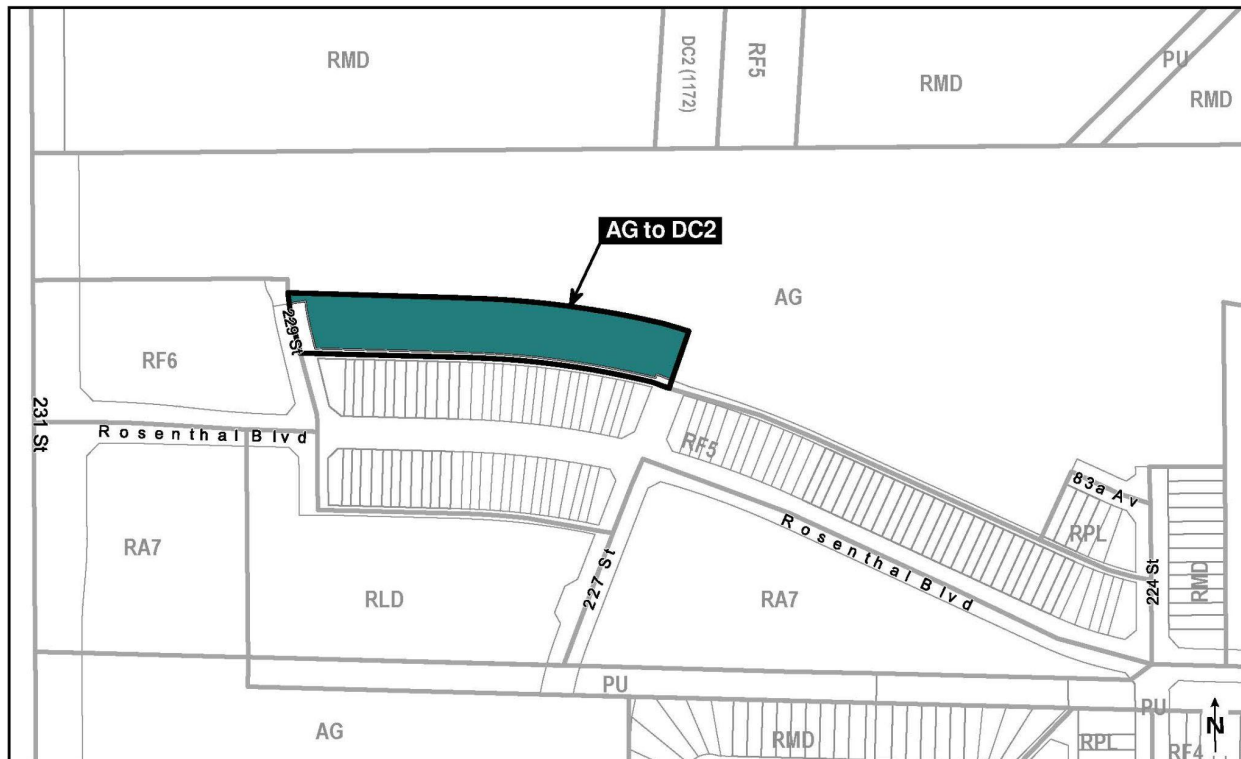 RMD
DC2 (1172)
RF5
RMD
PU
RMD
AG to DC2
AG
229 St
RF6
231 St
Rosenthal Blvd
RF5
83a Av
RPL
RA7
RLD
227 St
Rosenthal Blvd
RA7
224 St
RMD
PU
PU
AG
RMD
RPL
RF4
N